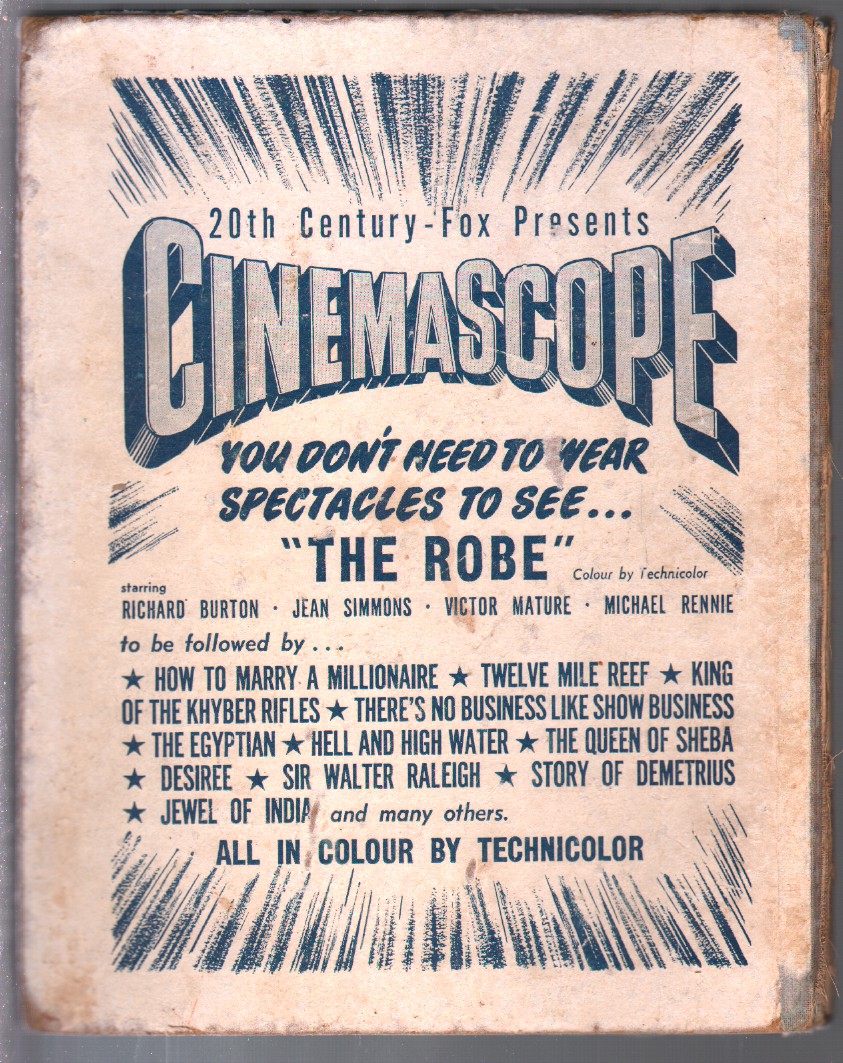 20th Century-Fox Presents
CINEMASCOPE
YOU DON'T NEED TO WEAR
SPECTACLES TO SEE...
"THE ROBE"
Colour by Technicolor
starring
RICHARD BURTON · JEAN SIMMONS · VICTOR MATURE · MICHAEL RENNIE
to be followed by...
★ HOW TO MARRY A MILLIONAIRE ★ TWELVE MILE REEF ★ KING
OF THE KHYBER RIFLES ★ THERE'S NO BUSINESS LIKE SHOW BUSINESS
★ THE EGYPTIAN ★ HELL AND HIGH WATER ★ THE QUEEN OF SHEBA
★ DESIREE ★ SIR WALTER RALEIGH ★ STORY OF DEMETRIUS
★ JEWEL OF INDIA and many others.
ALL IN COLOUR BY TECHNICOLOR